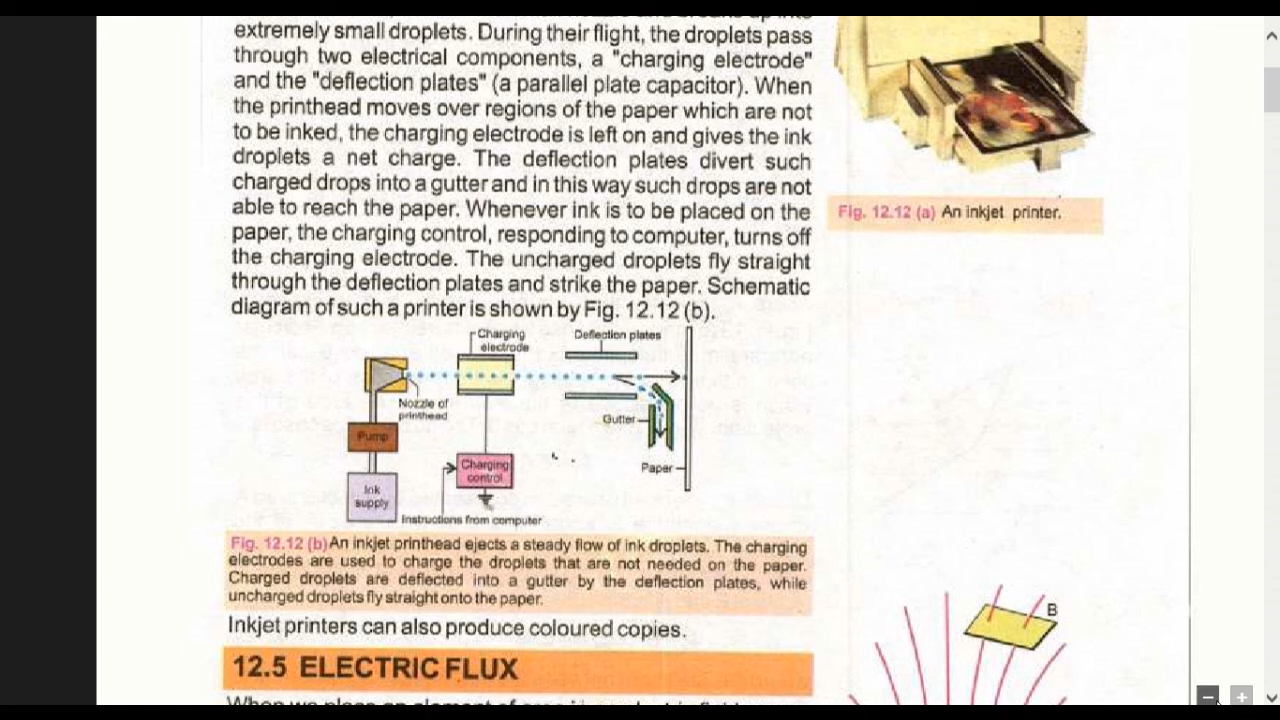 extremely small droplets. During their flight, the droplets pass
through two electrical components, a "charging electrode"
and the "deflection plates" (a parallel plate capacitor). When
the printhead moves over regions of the paper which are not
to be inked, the charging electrode is left on and gives the ink
droplets a net charge. The deflection plates divert such
charged drops into a gutter and in this way such drops are not
able to reach the paper. Whenever ink is to be placed on the
paper, the charging control, responding to computer, turns off
the charging electrode. The uncharged droplets fly straight
through the deflection plates and strike the paper. Schematic
diagram of such a printer is shown by Fig. 12.12 (b).
Fig. 12.12 (a) An inkjet printer.
Charging
electrode
Deflection plates
Nozzle of
printhead
Pump
Gutter
Charging
control
Paper
Ink
supply
Instructions from computer
Fig. 12.12 (b) An inkjet printhead ejects a steady flow of ink droplets. The charging
electrodes are used to charge the droplets that are not needed on the paper.
Charged droplets are deflected into a gutter by the deflection plates, while
uncharged droplets fly straight onto the paper.
Inkjet printers can also produce coloured copies.
B
12.5 ELECTRIC FLUX